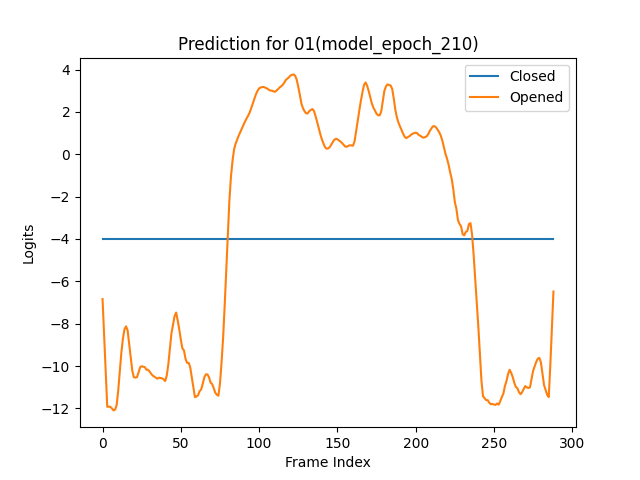 Prediction for 01(model_epoch_210)
Closed
Opened
4
2
0
−2
−4
−6
−8
−10
−12
Logits
0 50 100 150 200 250 300
Frame Index